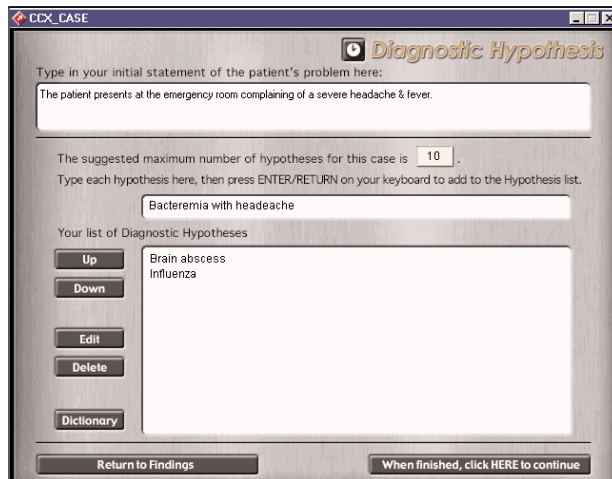 CCX_CASE
Diagnostic Hypothesis
Type in your initial statement of the patient's problem here:
The patient presents at the emergency room complaining of a severe headache & fever.
The suggested maximum number of hypotheses for this case is 10 .
Type each hypothesis here, then press ENTER/RETURN on your keyboard to add to the Hypothesis list.
Bacteremia with headeache
Your list of Diagnostic Hypotheses
Up
Brain abscess
Influenza
Down
Edit
Delete
Dictionary
Return to Findings
When finished, click HERE to continue